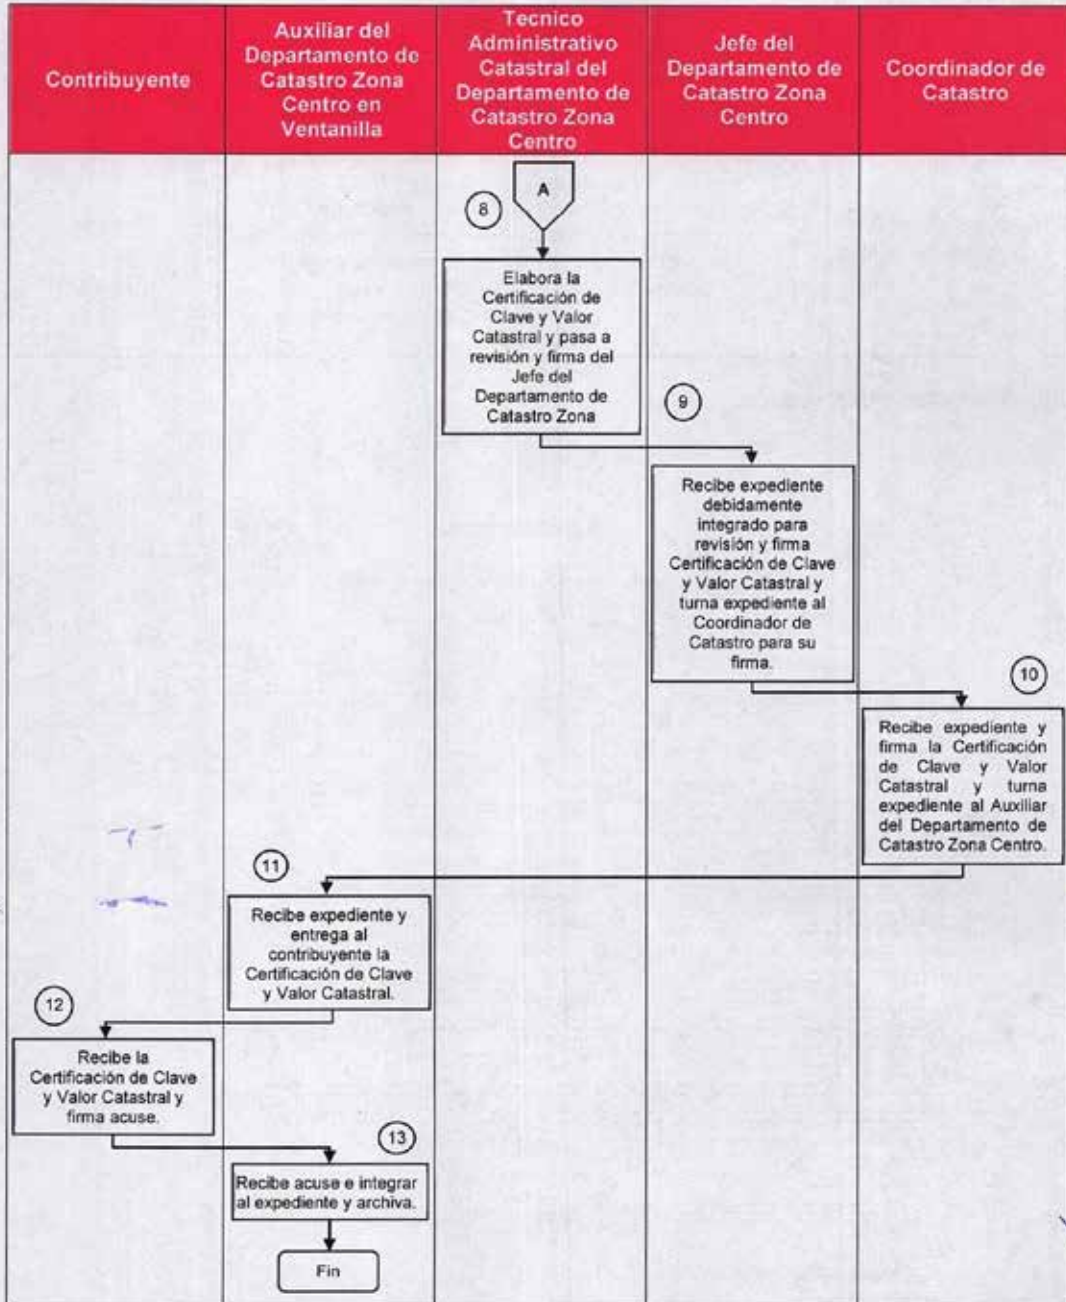 Contribuyente
Auxiliar del
Departamento de
Catastro Zona
Centro en
Ventanilla
Tecnico
Administrativo
Catastral del
Departamento de
Catastro Zona
Centro
Jefe del
Departamento de
Catastro Zona
Centro
Coordinador de
Catastro
A
8
Elabora la
Certificación de
Clave y Valor
Catastral y pasa a
revisión y firma del
Jefe del
Departamento de
Catastro Zona
9
Recibe expediente
debidamente
integrado para
revisión y firma
Certificación de Clave
y Valor Catastral y
turna expediente al
Coordinador de
Catastro para su
firma.
10
Recibe expediente y
firma la Certificación
de Clave y Valor
Catastral y turna
expediente al Auxiliar
del Departamento de
Catastro Zona Centro.
11
Recibe expediente y
entrega al
contribuyente la
Certificación de Clave
y Valor Catastral.
12
Recibe la
Certificación de Clave
y Valor Catastral y
firma acuse.
13
Recibe acuse e integrar
al expediente y archiva.
Fin